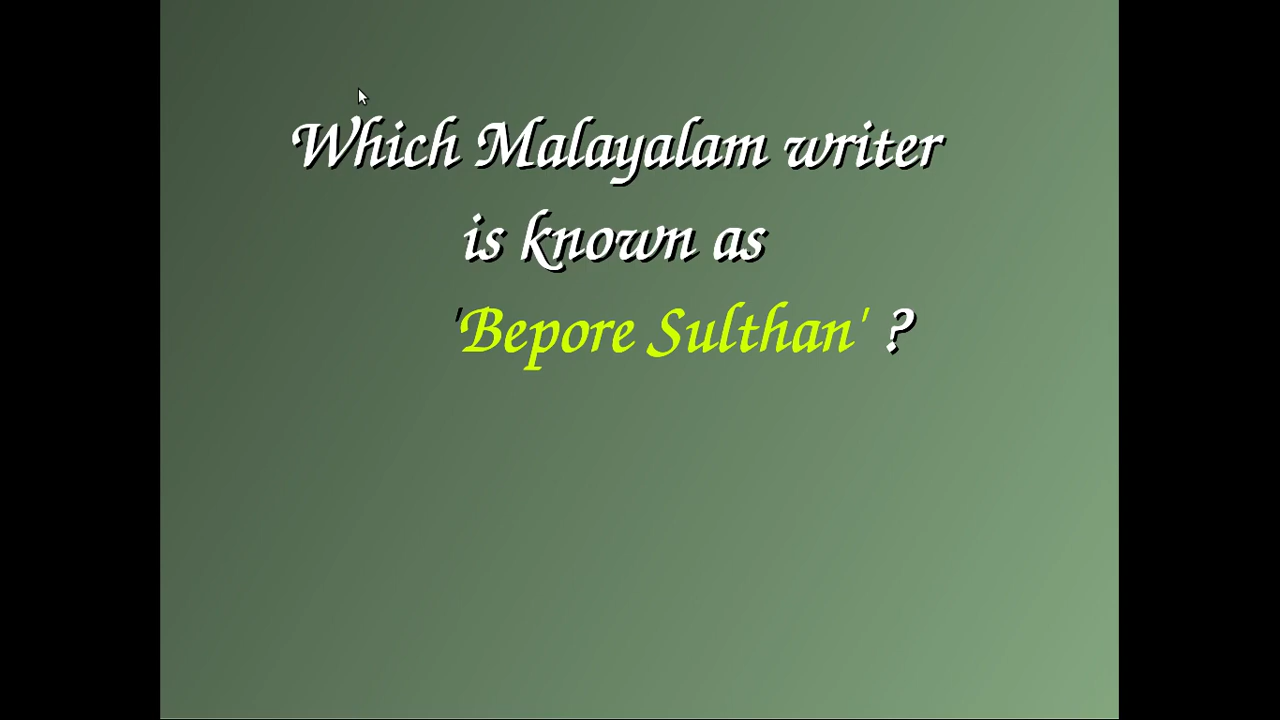 Which Malayalam writer
is known as
'Bepore Sulthan' ?